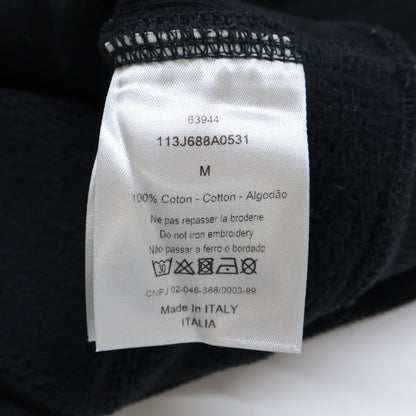 63944
113J688A0531
M
100% Coton - Cotton - Algodão
Ne pas repasser la broderie
Do not iron embroidery
Não passar a ferro o bordado
30
CNPJ 02-046-366/0003-99
Made In ITALY
ITALIA